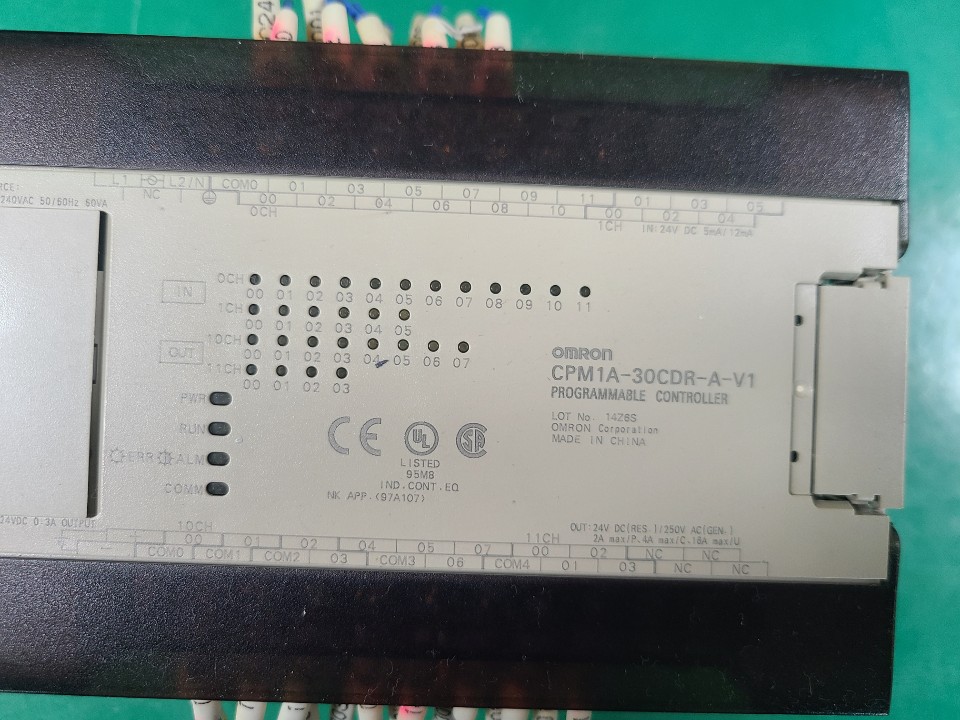 024
001
L1 L2/N COM0 01 03 05 07 09 11 01 03 05
NC 00 02 04 06 08 10 00 02 04
240VAC 50/60Hz 60VA
0CH 1CH IN:24V DC 5mA/12mA
IN
0CH
00 01 02 03 04 05 06 07 08 09 10 11
1CH
00 01 02 03 04 05
OUT
10CH
00 01 02 03 04 05 06 07
11CH
00 01 02 03
PWR
RUN
ERR ALM
COMM
OMRON
CPM1A-30CDR-A-V1
PROGRAMMABLE CONTROLLER
LOT No. 14Z6S
OMRON Corporation
MADE IN CHINA
CE UL SA
LISTED
95M8
IND.CONT.EQ
NK APP.(97A107)
24VDC 0.3A OUTPUT
OUT:24V DC(RES.)/250V AC(GEN.)
2A max/P.4A max/C.16A max/U
10CH 11CH
+ 00 01 02 04 05 07 00 02 NC NC
- COM0 COM1 COM2 03 COM3 06 COM4 01 03 NC NC